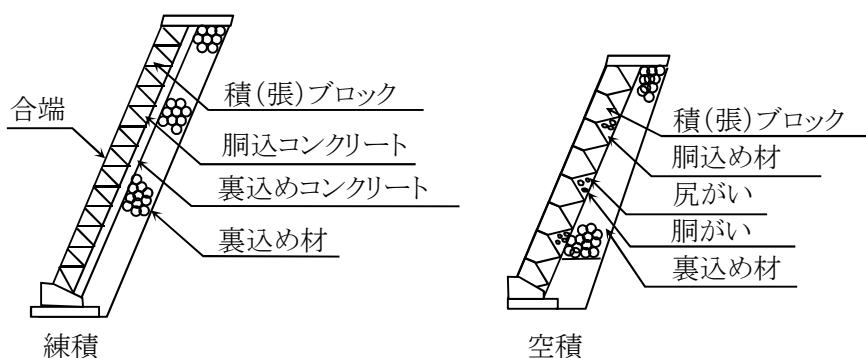 合端
積(張)ブロック
胴込コンクリート
裏込めコンクリート
裏込め材
練積
積(張)ブロック
胴込め材
尻がい
胴がい
裏込め材
空積